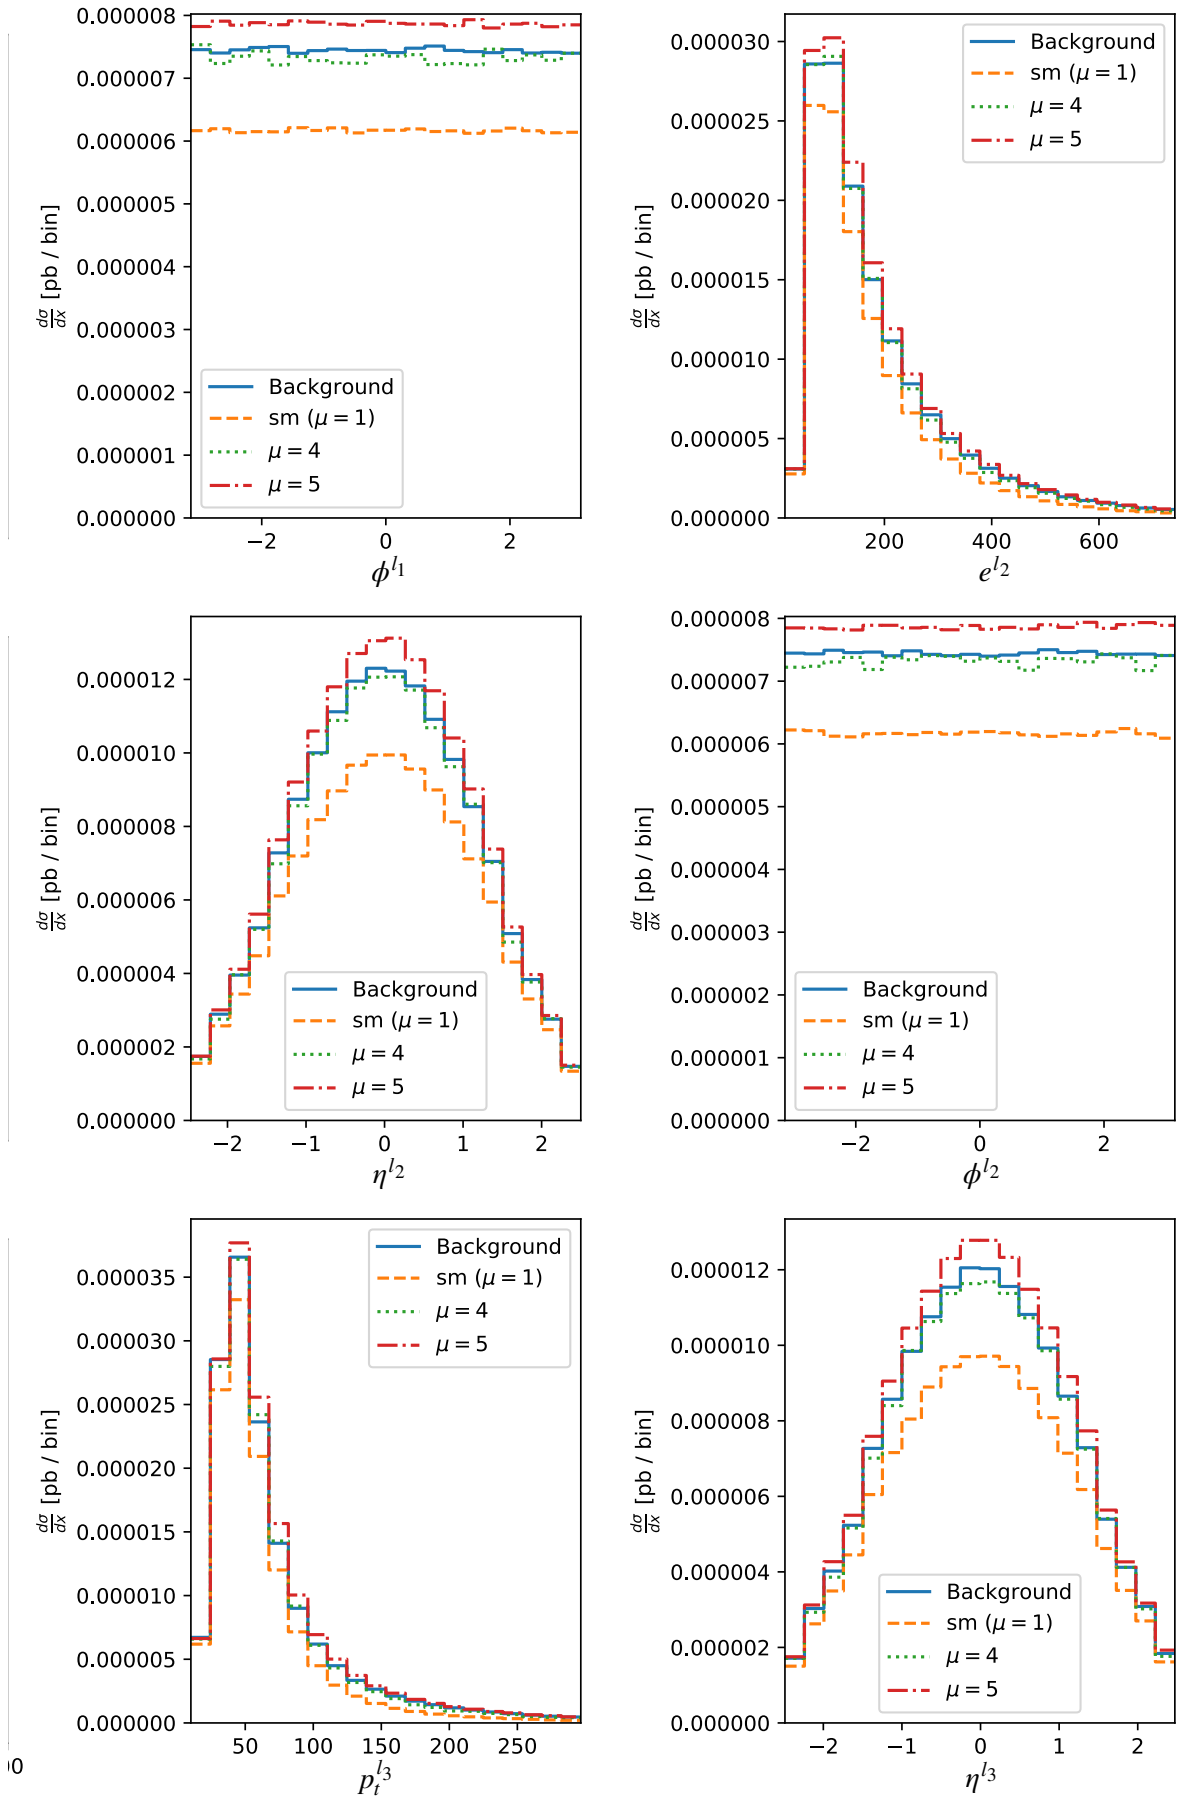 0.000008
0.000007
0.000006
0.000005
0.000004
0.000003
0.000002
0.000001
0.000000
dσ/dx [pb / bin]
Background
sm (μ = 1)
μ = 4
μ = 5
−2 0 2
ϕ^{l_1}
0.000030
0.000025
0.000020
0.000015
0.000010
0.000005
0.000000
dσ/dx [pb / bin]
Background
sm (μ = 1)
μ = 4
μ = 5
200 400 600
e^{l_2}
0.000012
0.000010
0.000008
0.000006
0.000004
0.000002
0.000000
dσ/dx [pb / bin]
Background
sm (μ = 1)
μ = 4
μ = 5
−2 −1 0 1 2
η^{l_2}
0.000008
0.000007
0.000006
0.000005
0.000004
0.000003
0.000002
0.000001
0.000000
dσ/dx [pb / bin]
Background
sm (μ = 1)
μ = 4
μ = 5
−2 0 2
ϕ^{l_2}
0.000035
0.000030
0.000025
0.000020
0.000015
0.000010
0.000005
0.000000
dσ/dx [pb / bin]
Background
sm (μ = 1)
μ = 4
μ = 5
50 100 150 200 250
p_t^{l_3}
0.000012
0.000010
0.000008
0.000006
0.000004
0.000002
0.000000
dσ/dx [pb / bin]
Background
sm (μ = 1)
μ = 4
μ = 5
−2 −1 0 1 2
η^{l_3}